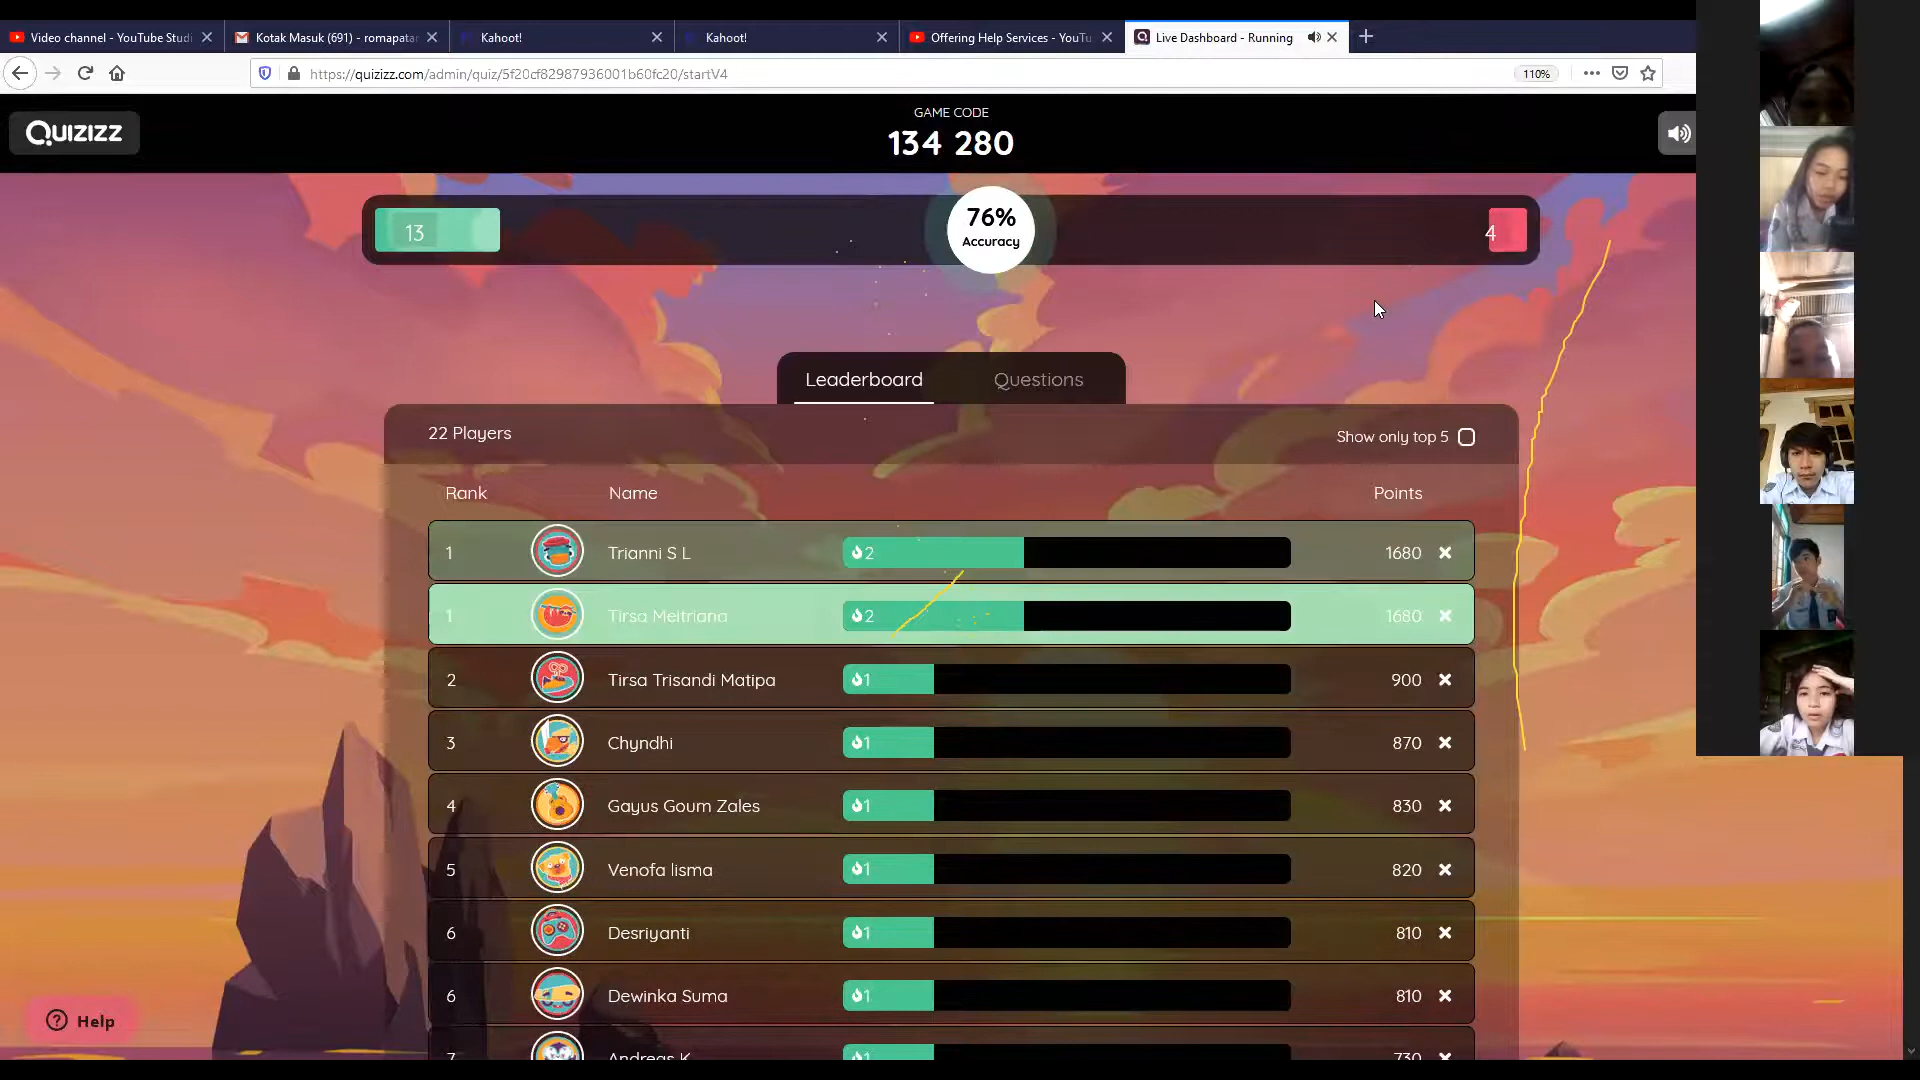 Video channel - YouTube Studi
Kotak Masuk (691) - romapatar
Kahoot!
Kahoot!
Offering Help Services - YouTu
Live Dashboard - Running
https://quizizz.com/admin/quiz/5f20cf82987936001b60fc20/startV4
110%
Quizizz
GAME CODE
134 280
13
76%
Accuracy
4
Leaderboard
Questions
22 Players
Show only top 5
Rank
Name
Points
1 Trianni S L 2 1680
1 Tirsa Meitriana 2 1680
2 Tirsa Trisandi Matipa 1 900
3 Chyndhi 1 870
4 Gayus Goum Zales 1 830
5 Venofa lisma 1 820
6 Desriyanti 1 810
6 Dewinka Suma 1 810
7 Andreas K 1 730
Help